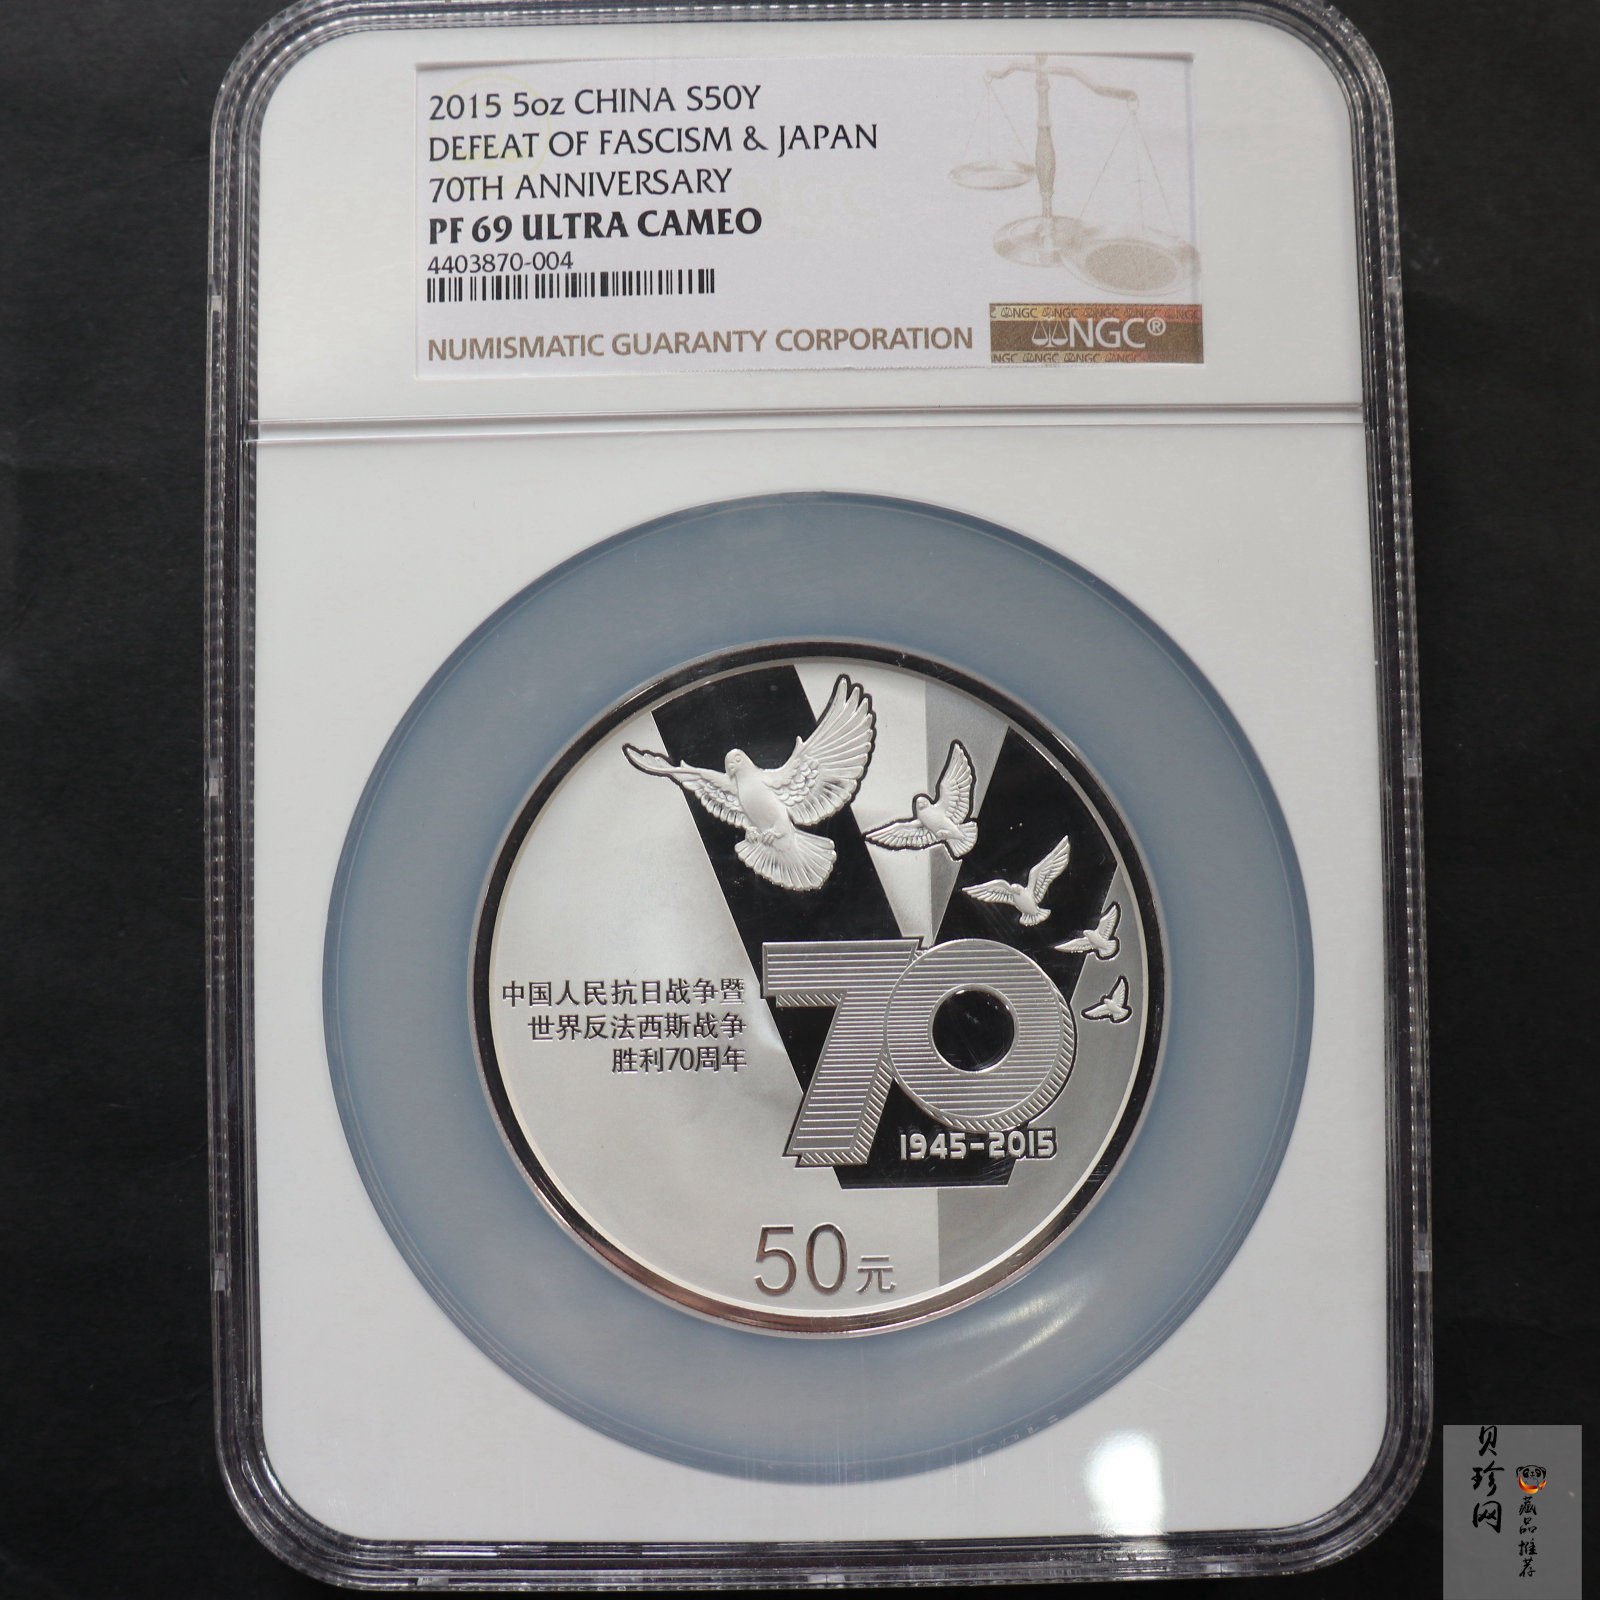 2015 5oz CHINA S50Y
DEFEAT OF FASCISM & JAPAN
70TH ANNIVERSARY
PF 69 ULTRA CAMEO
4403870-004
NUMISMATIC GUARANTY CORPORATION
NGC®
中国人民抗日战争暨
世界反法西斯战争
胜利70周年
70
1945-2015
50元
贝珍网
藏品推荐